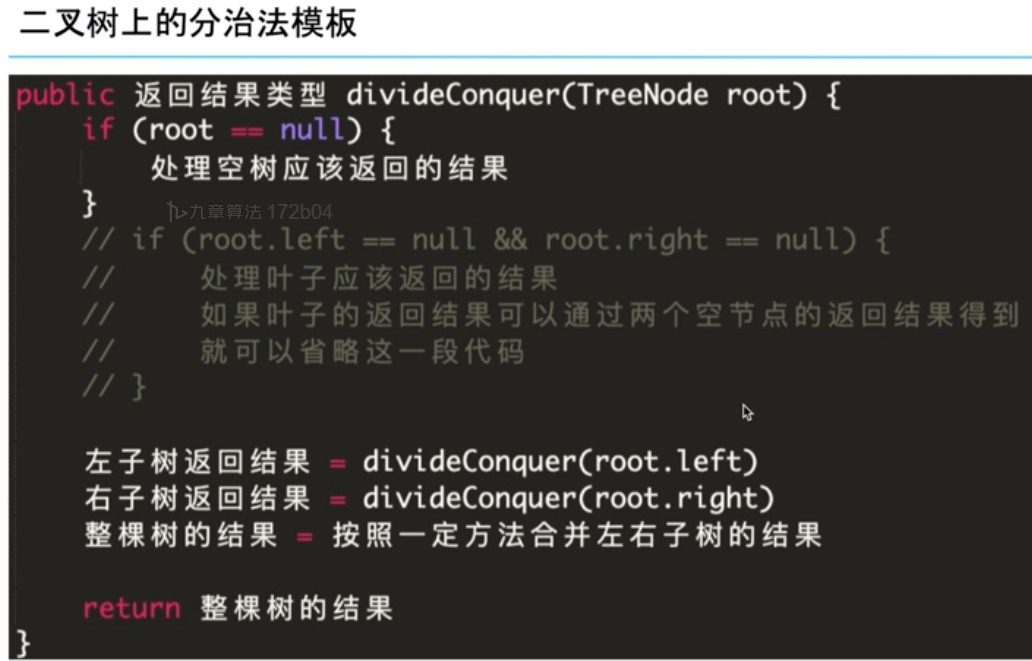 二叉树上的分治法模板
public 返回结果类型 divideConquer(TreeNode root) {
if (root == null) {
处理空树应该返回的结果
}
九章算法 172b04
// if (root.left == null && root.right == null) {
// 处理叶子应该返回的结果
// 如果叶子的返回结果可以通过两个空节点的返回结果得到
// 就可以省略这一段代码
// }
左子树返回结果 = divideConquer(root.left)
右子树返回结果 = divideConquer(root.right)
整棵树的结果 = 按照一定方法合并左右子树的结果
return 整棵树的结果
}